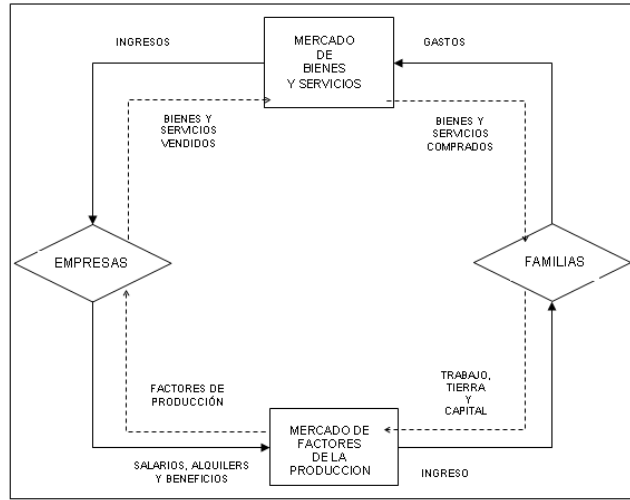 INGRESOS
MERCADO
DE
BIENES
Y SERVICIOS
GASTOS
BIENES Y
SERVICIOS
VENDIDOS
BIENES Y
SERVICIOS
COMPRADOS
EMPRESAS
FAMILIAS
FACTORES DE
PRODUCCIÓN
TRABAJO,
TIERRA
Y
CAPITAL
MERCADO DE
FACTORES
DE LA
PRODUCCION
SALARIOS, ALQUILERS
Y BENEFICIOS
INGRESO